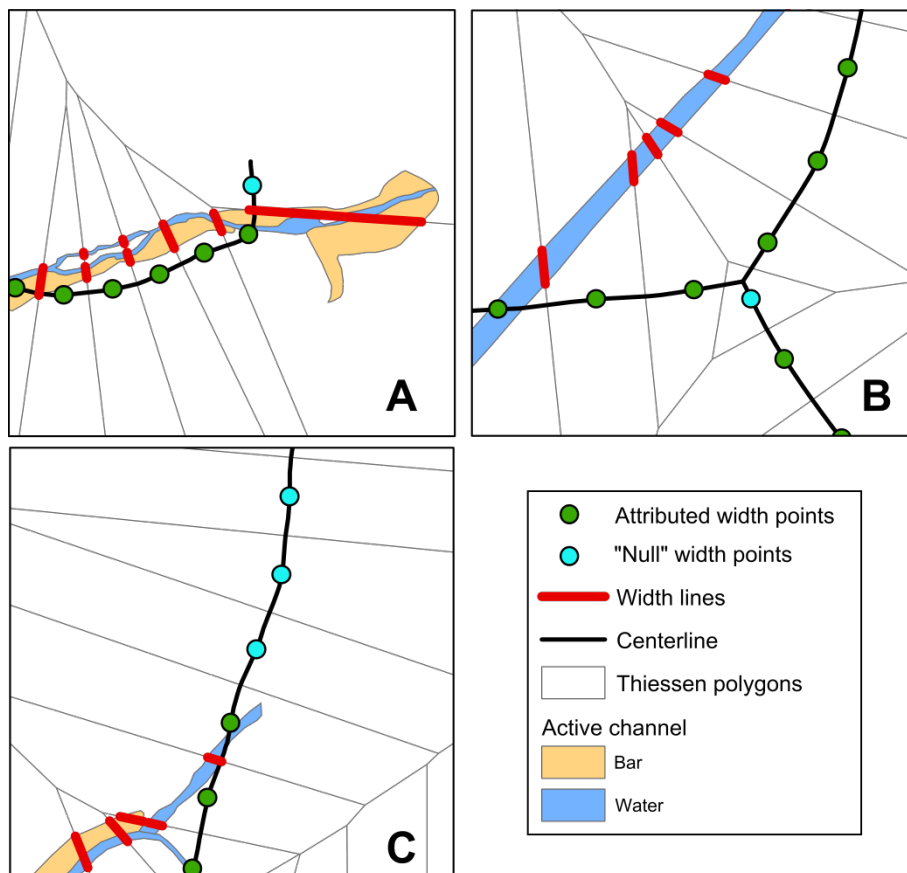 A
B
C
Attributed width points
"Null" width points
Width lines
Centerline
Thiessen polygons
Active channel
Bar
Water